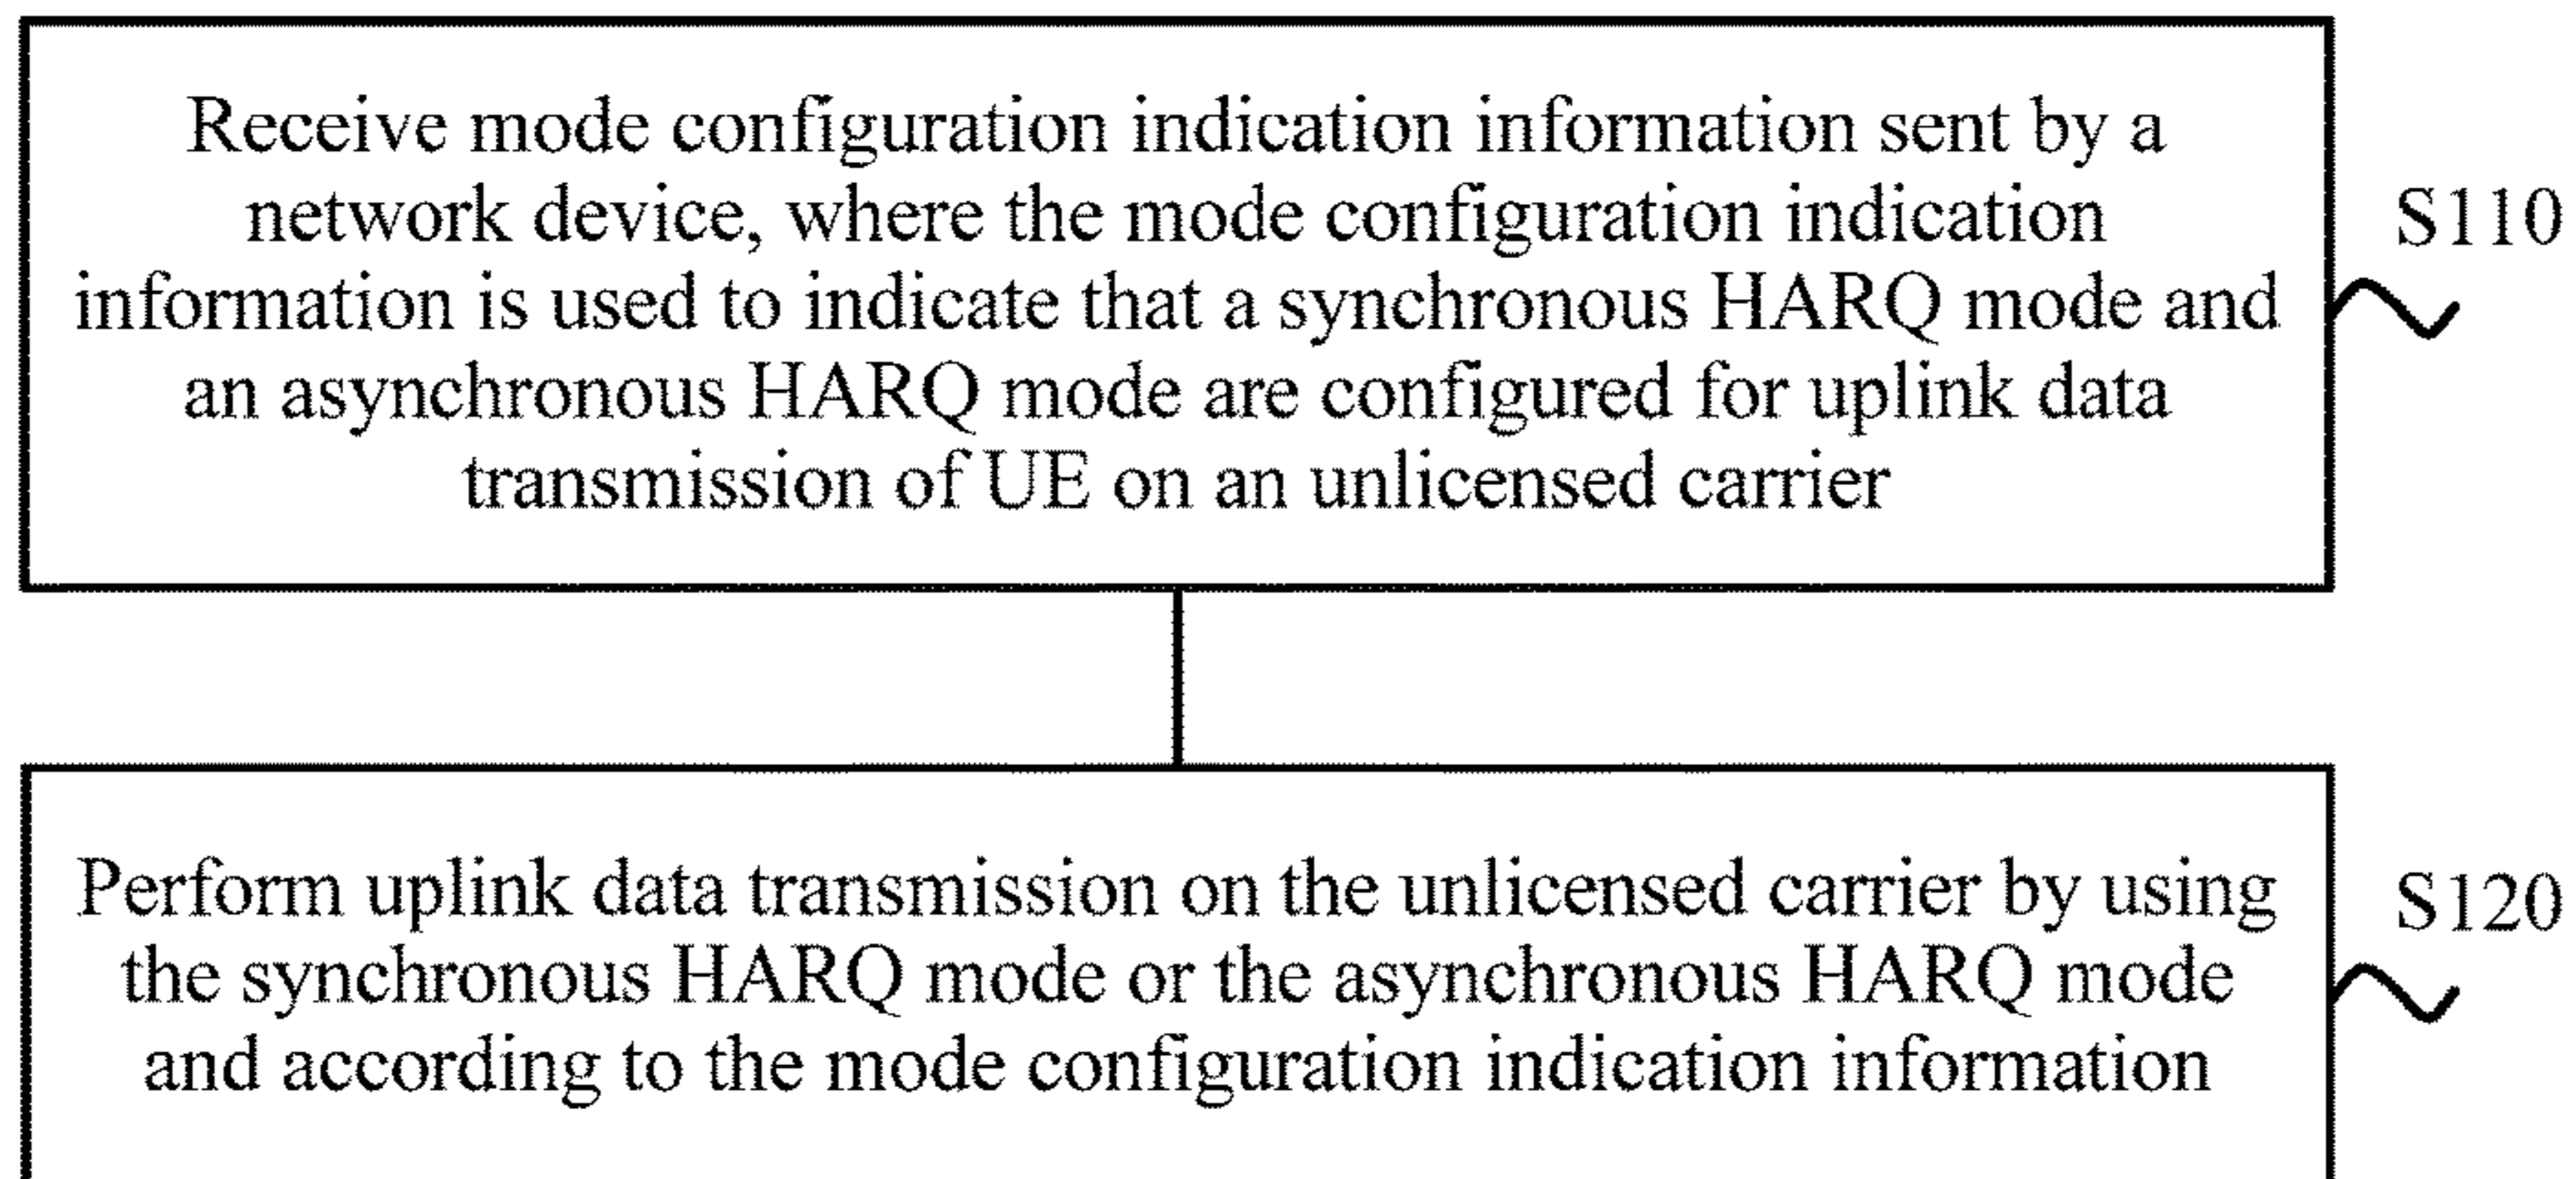 Receive mode configuration indication information sent by a
network device, where the mode configuration indication
information is used to indicate that a synchronous HARQ mode and
an asynchronous HARQ mode are configured for uplink data
transmission of UE on an unlicensed carrier
S110
Perform uplink data transmission on the unlicensed carrier by using
the synchronous HARQ mode or the asynchronous HARQ mode
and according to the mode configuration indication information
S120